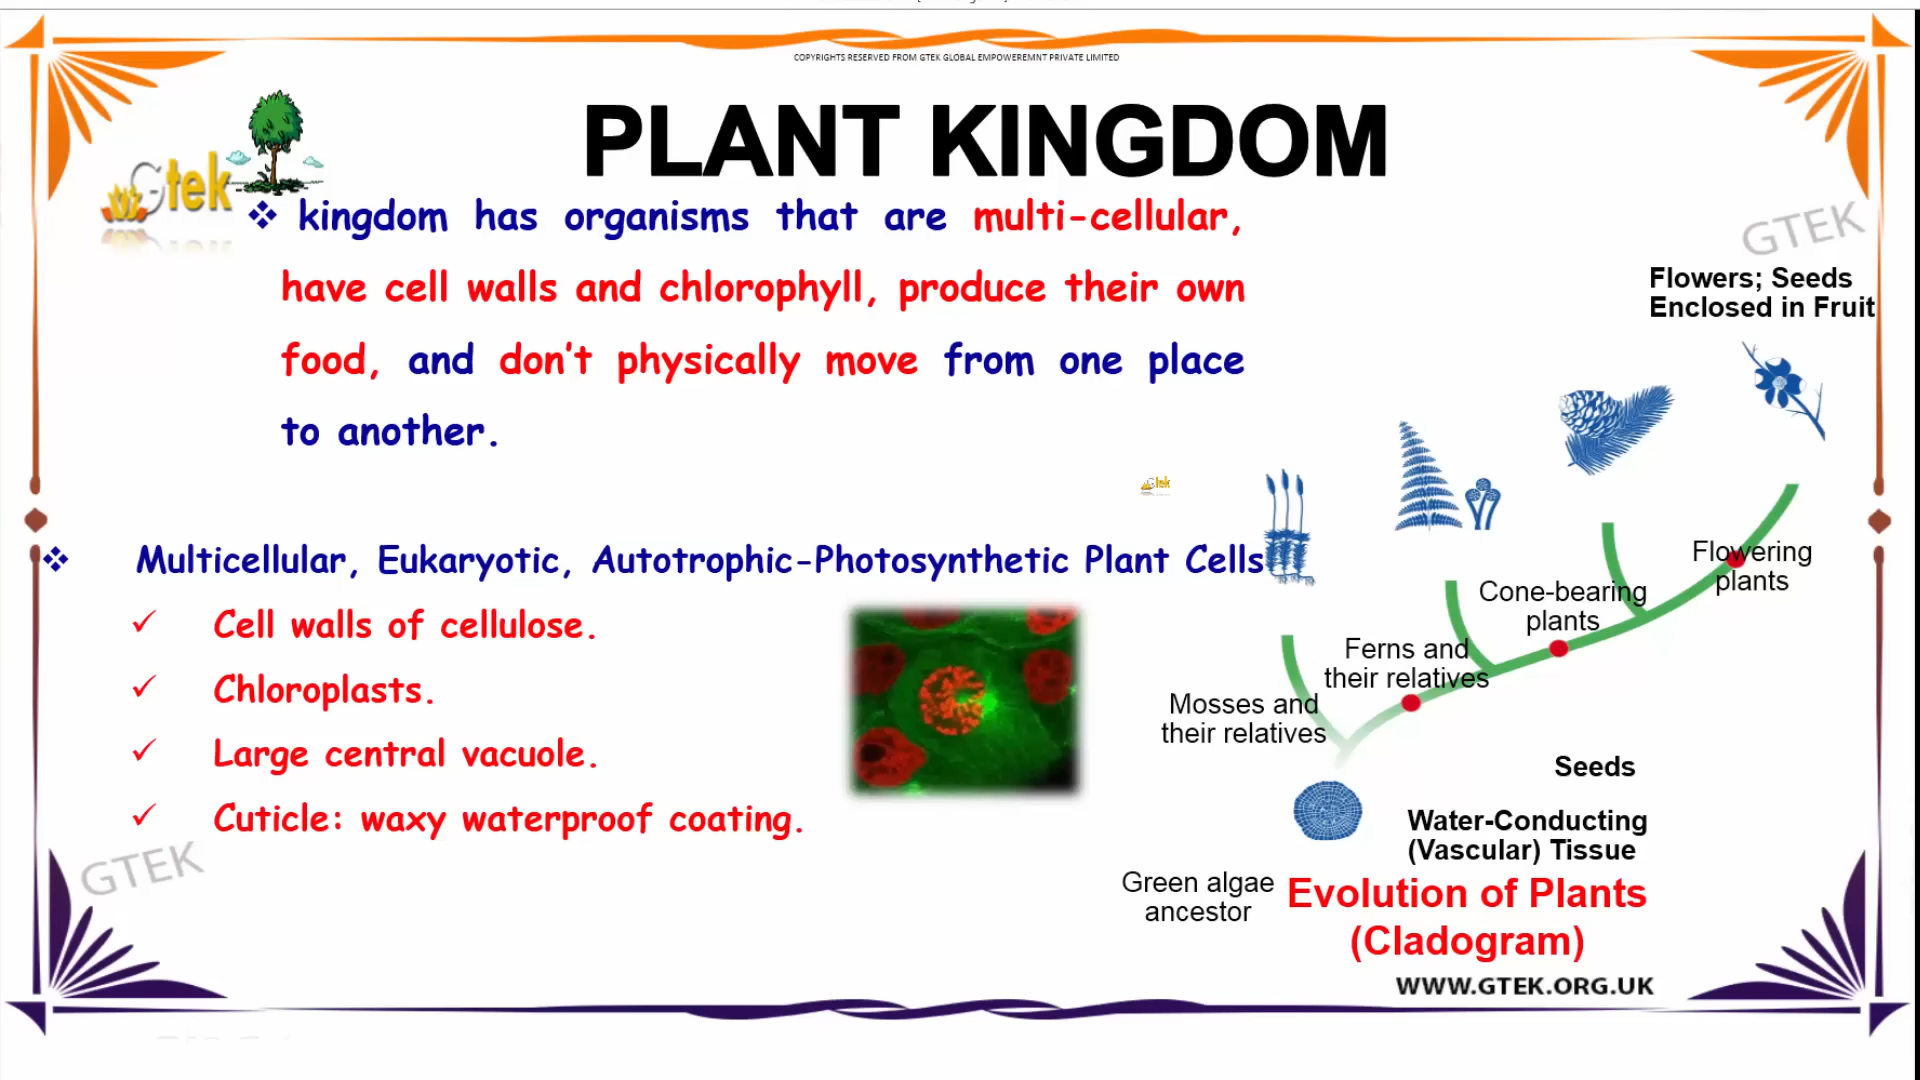 COPYRIGHTS RESERVED FROM GTEK GLOBAL EMPOWEREMNT PRIVATE LIMITED
PLANT KINGDOM
Gtek
❖ kingdom has organisms that are multi-cellular,
have cell walls and chlorophyll, produce their own
food, and don't physically move from one place
to another.
GTEK
Flowers; Seeds
Enclosed in Fruit
Gtek
❖ Multicellular, Eukaryotic, Autotrophic-Photosynthetic Plant Cells
✓ Cell walls of cellulose.
✓ Chloroplasts.
✓ Large central vacuole.
✓ Cuticle: waxy waterproof coating.
Flowering
plants
Cone-bearing
plants
Ferns and
their relatives
Mosses and
their relatives
Seeds
Water-Conducting
(Vascular) Tissue
Green algae
ancestor
Evolution of Plants
(Cladogram)
GTEK
WWW.GTEK.ORG.UK